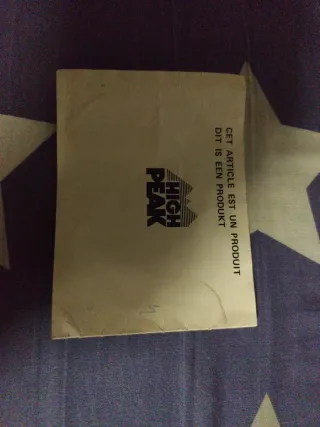 CET ARTICLE EST UN PRODUIT
DIT IS EEN PRODUKT
HIGH
PEAK